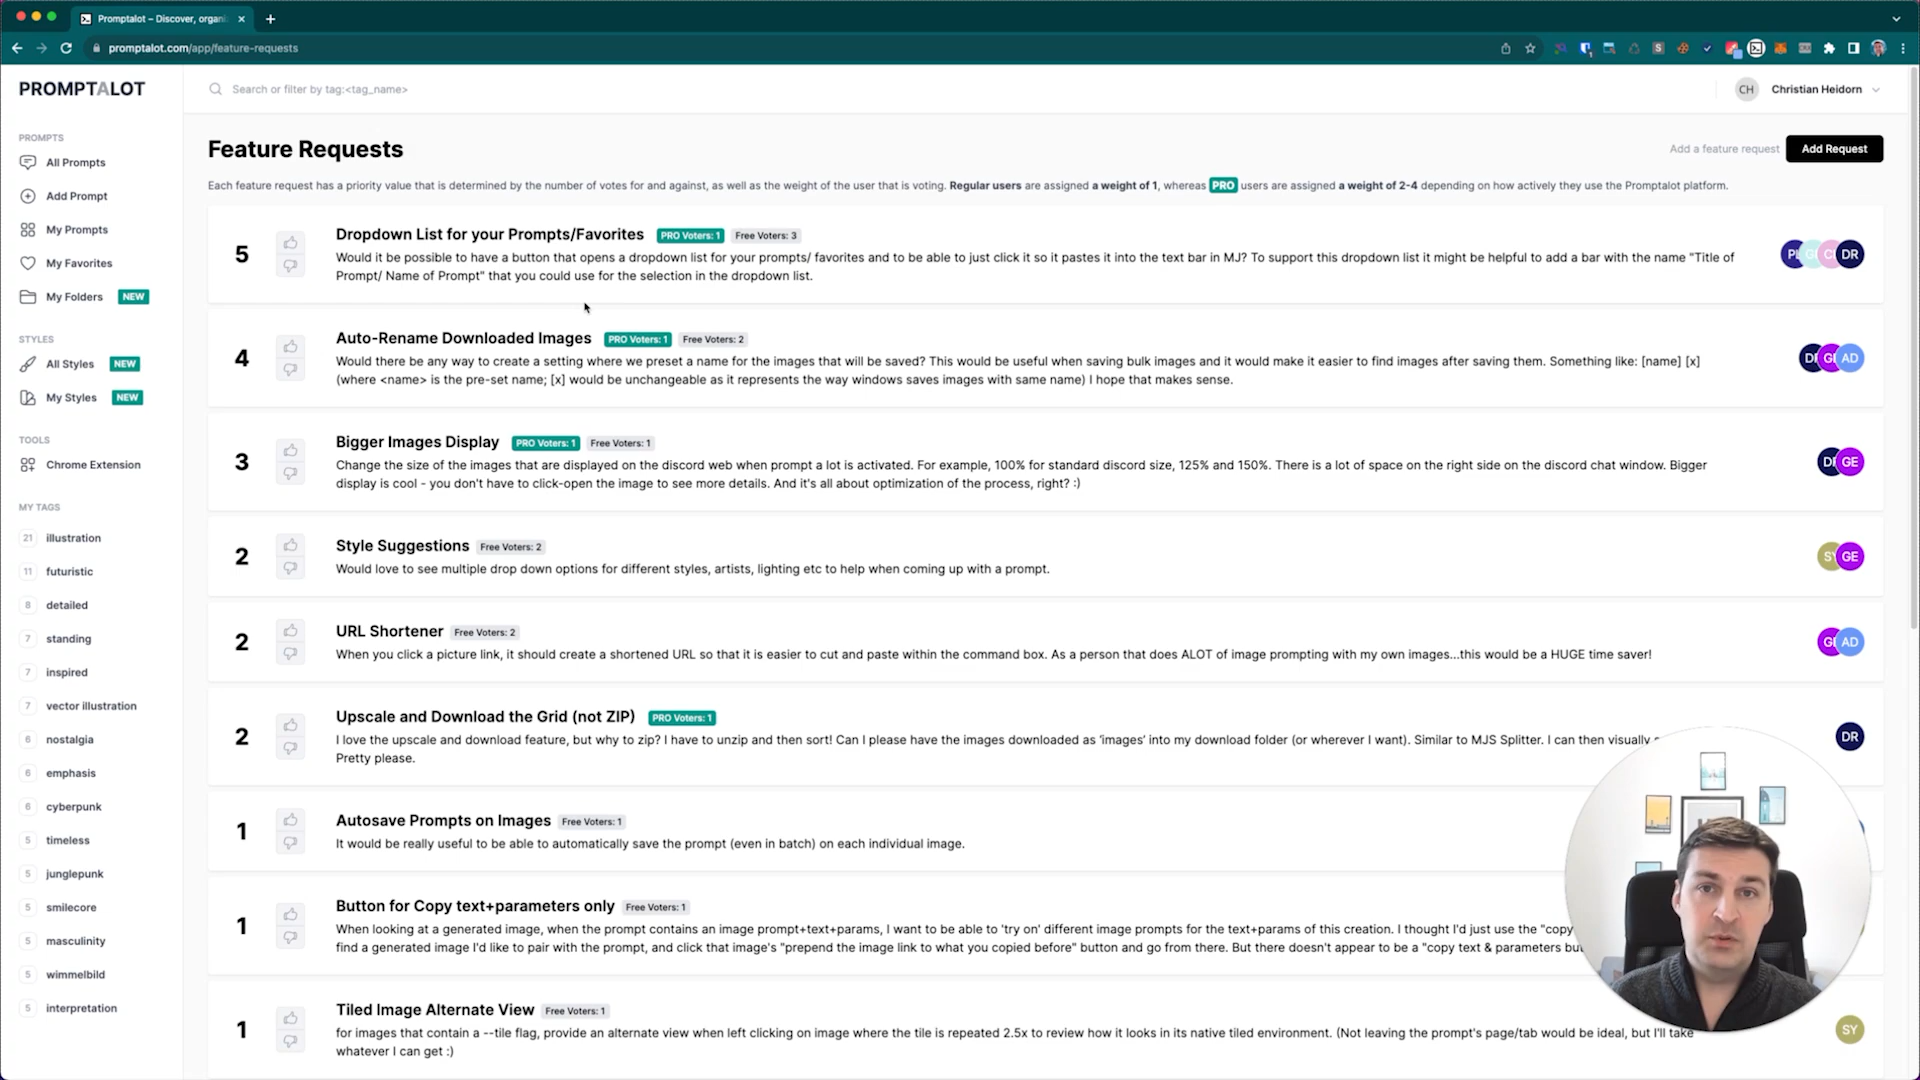 Promptalot – Discover, organi
promptalot.com/app/feature-requests
PROMPTALOT
Search or filter by tag:<tag_name>
CH
Christian Heidorn
PROMPTS
All Prompts
Add Prompt
My Prompts
My Favorites
My Folders NEW
STYLES
All Styles NEW
My Styles NEW
TOOLS
Chrome Extension
MY TAGS
21 illustration
11 futuristic
8 detailed
7 standing
7 inspired
7 vector illustration
6 nostalgia
6 emphasis
6 cyberpunk
5 timeless
5 junglepunk
5 smilecore
5 masculinity
5 wimmelbild
5 interpretation
Feature Requests
Add a feature request
Add Request
Each feature request has a priority value that is determined by the number of votes for and against, as well as the weight of the user that is voting. Regular users are assigned a weight of 1, whereas PRO users are assigned a weight of 2-4 depending on how actively they use the Promptalot platform.
5
Dropdown List for your Prompts/Favorites PRO Voters: 1 Free Voters: 3
Would it be possible to have a button that opens a dropdown list for your prompts/ favorites and to be able to just click it so it pastes it into the text bar in MJ? To support this dropdown list it might be helpful to add a bar with the name "Title of
Prompt/ Name of Prompt" that you could use for the selection in the dropdown list.
DR
4
Auto-Rename Downloaded Images PRO Voters: 1 Free Voters: 2
Would there be any way to create a setting where we preset a name for the images that will be saved? This would be useful when saving bulk images and it would make it easier to find images after saving them. Something like: [name] [x]
(where <name> is the pre-set name; [x] would be unchangeable as it represents the way windows saves images with same name) I hope that makes sense.
AD
3
Bigger Images Display PRO Voters: 1 Free Voters: 1
Change the size of the images that are displayed on the discord web when prompt a lot is activated. For example, 100% for standard discord size, 125% and 150%. There is a lot of space on the right side on the discord chat window. Bigger
display is cool - you don't have to click-open the image to see more details. And it's all about optimization of the process, right? :)
GE
2
Style Suggestions Free Voters: 2
Would love to see multiple drop down options for different styles, artists, lighting etc to help when coming up with a prompt.
GE
2
URL Shortener Free Voters: 2
When you click a picture link, it should create a shortened URL so that it is easier to cut and paste within the command box. As a person that does ALOT of image prompting with my own images...this would be a HUGE time saver!
AD
2
Upscale and Download the Grid (not ZIP) PRO Voters: 1
I love the upscale and download feature, but why to zip? I have to unzip and then sort! Can I please have the images downloaded as 'images' into my download folder (or wherever I want). Similar to MJS Splitter. I can then visually
Pretty please.
DR
1
Autosave Prompts on Images Free Voters: 1
It would be really useful to be able to automatically save the prompt (even in batch) on each individual image.
1
Button for Copy text+parameters only Free Voters: 1
When looking at a generated image, when the prompt contains an image prompt+text+params, I want to be able to 'try on' different image prompts for the text+params of this creation. I thought I'd just use the "copy
find a generated image I'd like to pair with the prompt, and click that image's "prepend the image link to what you copied before" button and go from there. But there doesn't appear to be a "copy text & parameters
1
Tiled Image Alternate View Free Voters: 1
for images that contain a --tile flag, provide an alternate view when left clicking on image where the tile is repeated 2.5x to review how it looks in its native tiled environment. (Not leaving the prompt's page/tab would be ideal, but I'll take
whatever I can get :)
SY